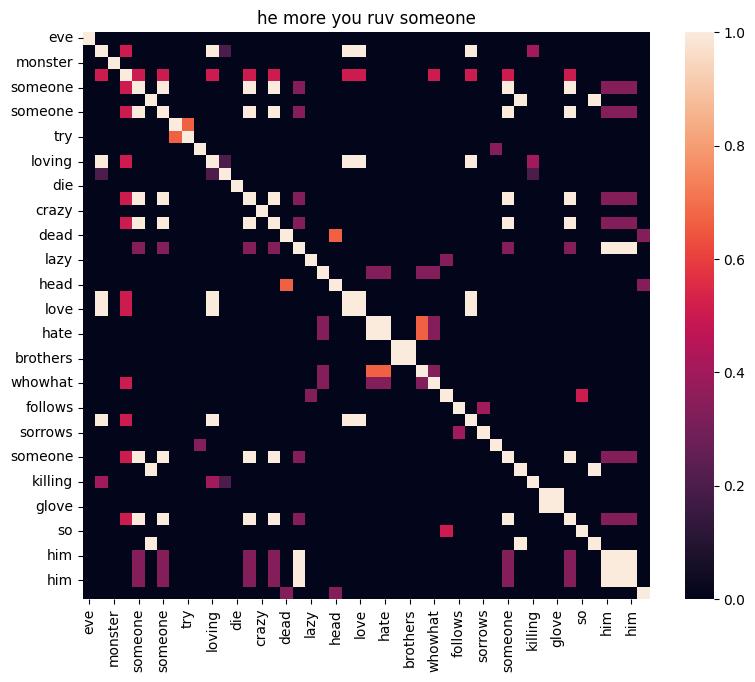 he more you ruv someone
eve
monster
someone
someone
try
loving
die
crazy
dead
lazy
head
love
hate
brothers
whowhat
follows
sorrows
someone
killing
glove
so
him
him
1.0
0.8
0.6
0.4
0.2
0.0
eve
monster
someone
someone
try
loving
die
crazy
dead
lazy
head
love
hate
brothers
whowhat
follows
sorrows
someone
killing
glove
so
him
him